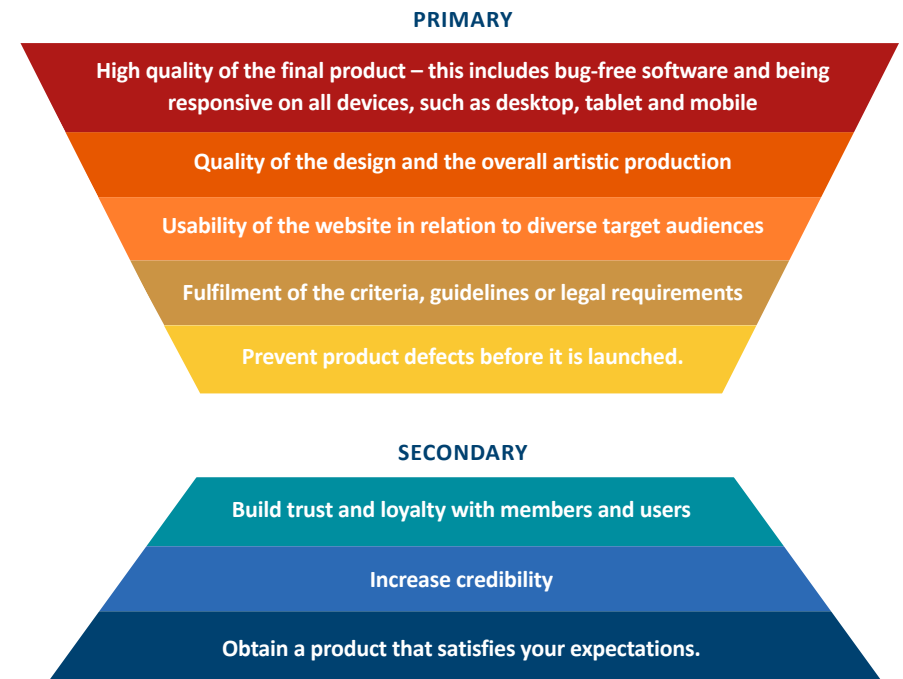 PRIMARY
High quality of the final product – this includes bug-free software and being
responsive on all devices, such as desktop, tablet and mobile
Quality of the design and the overall artistic production
Usability of the website in relation to diverse target audiences
Fulfilment of the criteria, guidelines or legal requirements
Prevent product defects before it is launched.
SECONDARY
Build trust and loyalty with members and users
Increase credibility
Obtain a product that satisfies your expectations.